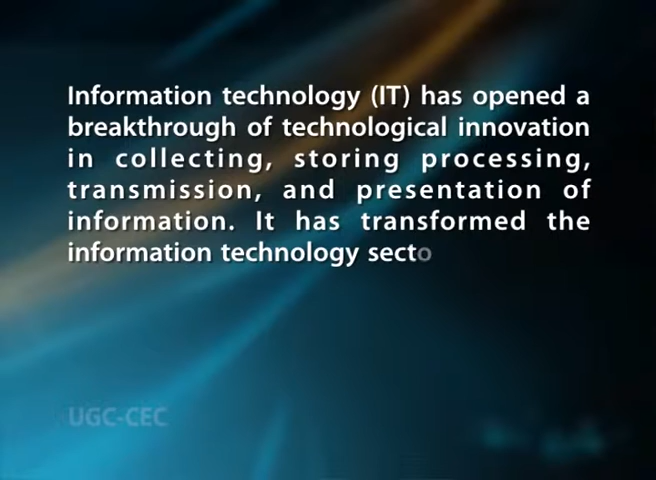 Information technology (IT) has opened a
breakthrough of technological innovation
in collecting, storing processing,
transmission, and presentation of
information. It has transformed the
information technology secto
UGC-CEC